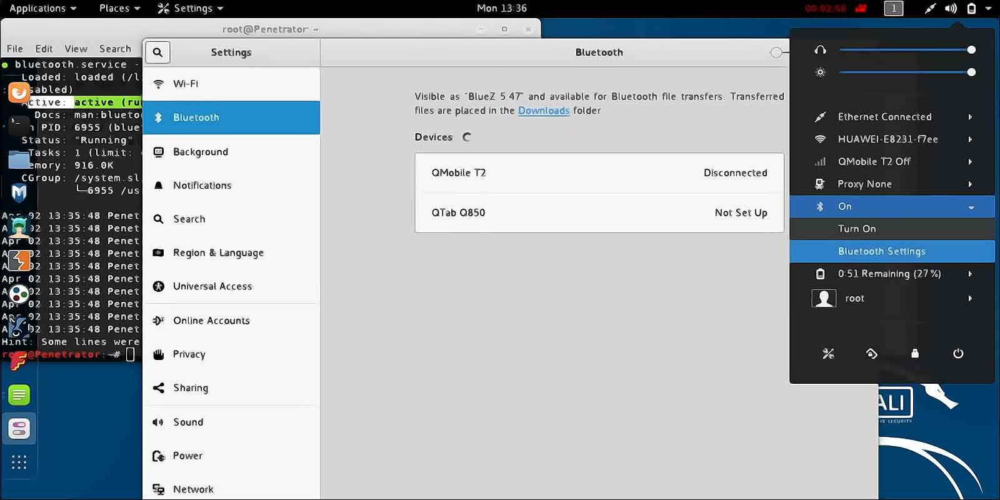 Applications Places Settings Mon 13:36 00:02:58 1
root@Penetrator ~
File Edit View Search
Settings
Bluetooth
bluetooth.service -
Loaded: loaded (/l
sabled)
ctive: active (ru
Docs: man:blueto
PID: 6955 (blue
Status: "Running"
Tasks: 1 (limit:
emory: 916.0K
CGroup: /system.sl
└─6955 /us
02 13:35:48 Penet
02 13:35:48 Penet
Apr 02 13:35:48 Penet
02 13:35:48 Penet
02 13:35:48 Penet
Apr 02 13:35:48 Penet
02 13:35:48 Penet
02 13:35:48 Penet
02 13:35:48 Penet
02 13:35:48 Penet
Hint: Some lines were
@Penetrator:~#
Wi-Fi
Bluetooth
Background
Notifications
Search
Region & Language
Universal Access
Online Accounts
Privacy
Sharing
Sound
Power
Network
Visible as "BlueZ 5.47" and available for Bluetooth file transfers. Transferred
files are placed in the Downloads folder
Devices
QMobile T2 Disconnected
QTab Q850 Not Set Up
Ethernet Connected
HUAWEI-E8231-f7ee
QMobile T2 Off
Proxy None
On
Turn On
Bluetooth Settings
0:51 Remaining (27%)
root
ALI